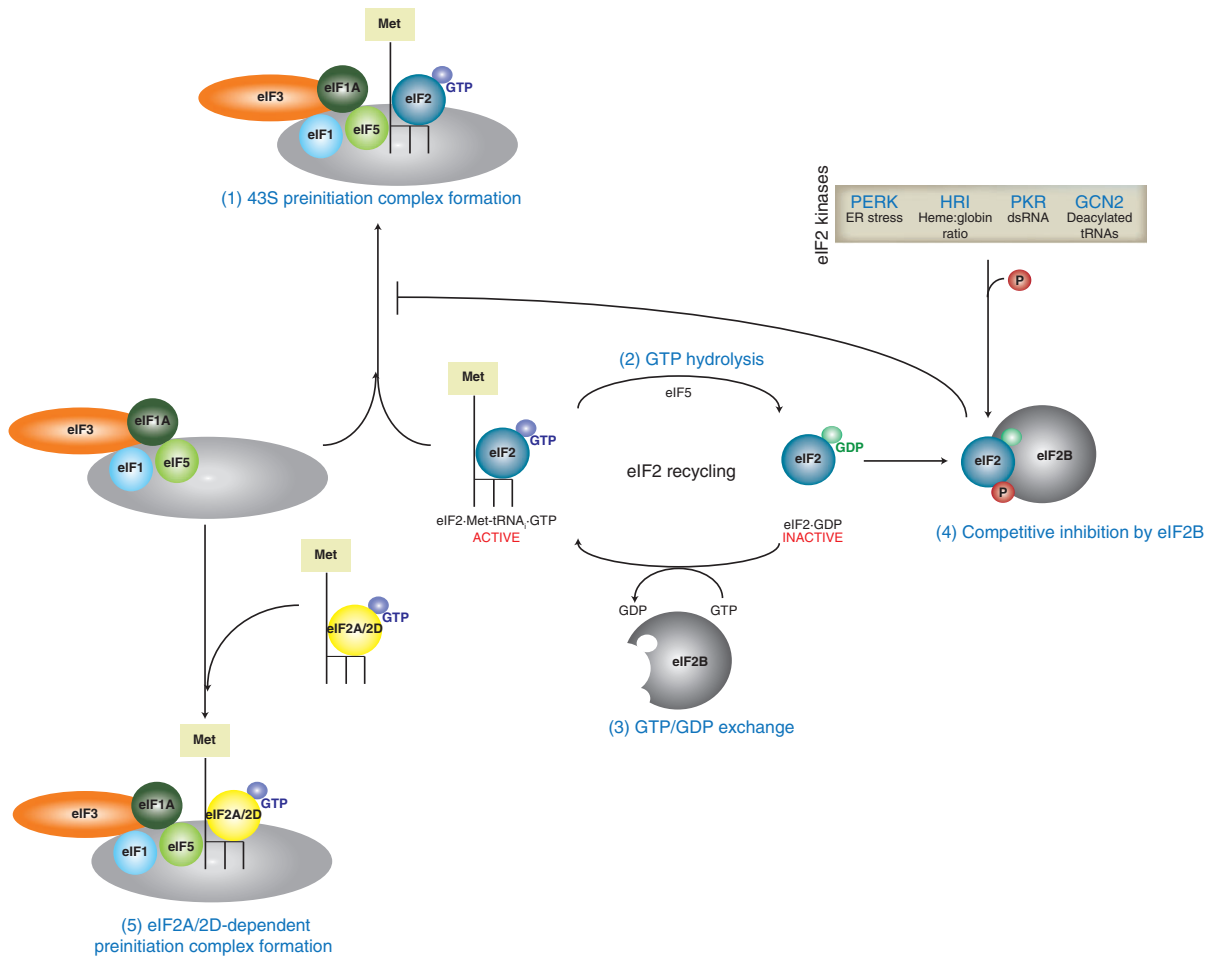 Met
eIF3
eIF1A
eIF2
GTP
eIF1
eIF5
(1) 43S preinitiation complex formation
eIF2 kinases
PERK
ER stress
HRI
Heme:globin
ratio
PKR
dsRNA
GCN2
Deacylated
tRNAs
P
(2) GTP hydrolysis
eIF5
Met
eIF2
GTP
eIF2·Met-tRNAi·GTP
ACTIVE
eIF2 recycling
eIF2
GDP
eIF2·GDP
INACTIVE
eIF2
eIF2B
P
(4) Competitive inhibition by eIF2B
eIF3
eIF1A
eIF1
eIF5
Met
eIF2A/2D
GTP
GDP
GTP
eIF2B
(3) GTP/GDP exchange
Met
eIF3
eIF1A
eIF2A/2D
GTP
eIF1
eIF5
(5) eIF2A/2D-dependent
preinitiation complex formation